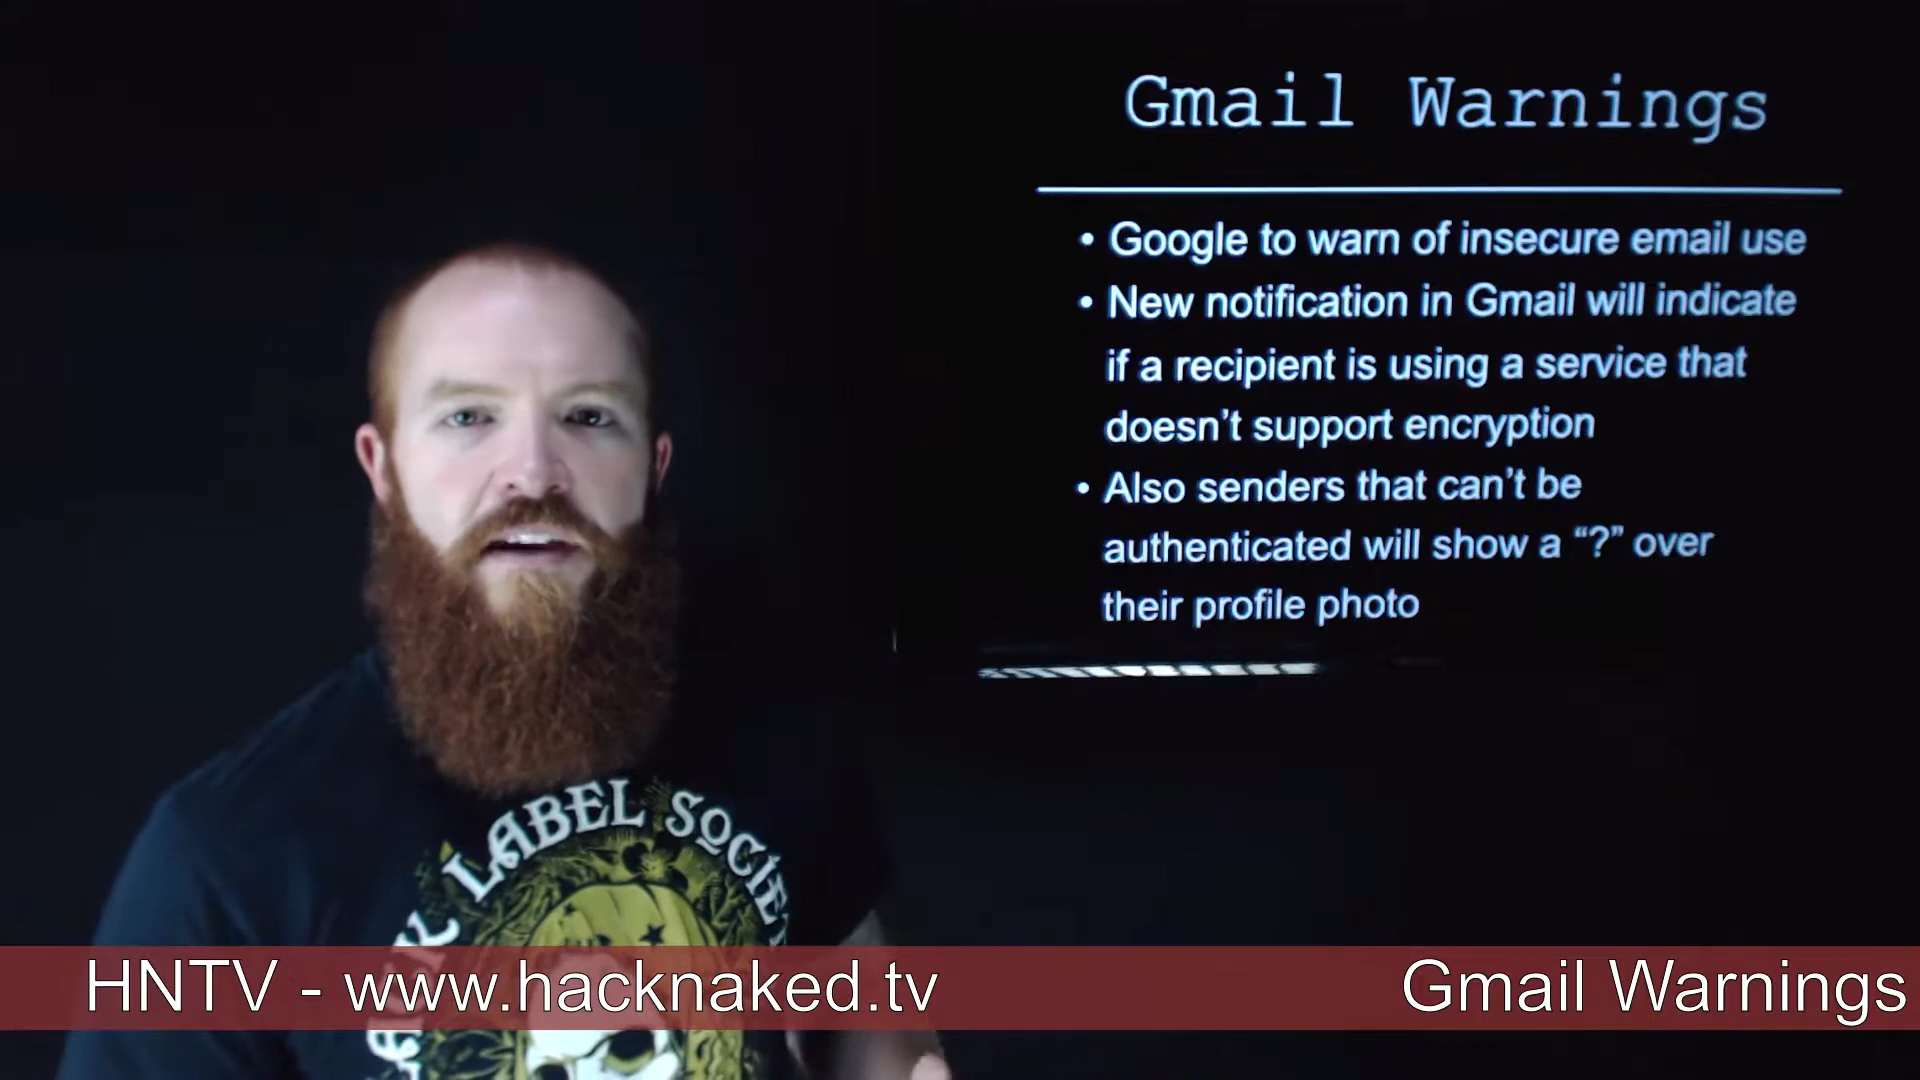 Gmail Warnings
• Google to warn of insecure email use
• New notification in Gmail will indicate
if a recipient is using a service that
doesn’t support encryption
• Also senders that can’t be
authenticated will show a “?” over
their profile photo
LABEL SOCIETY
HNTV - www.hacknaked.tv
Gmail Warnings